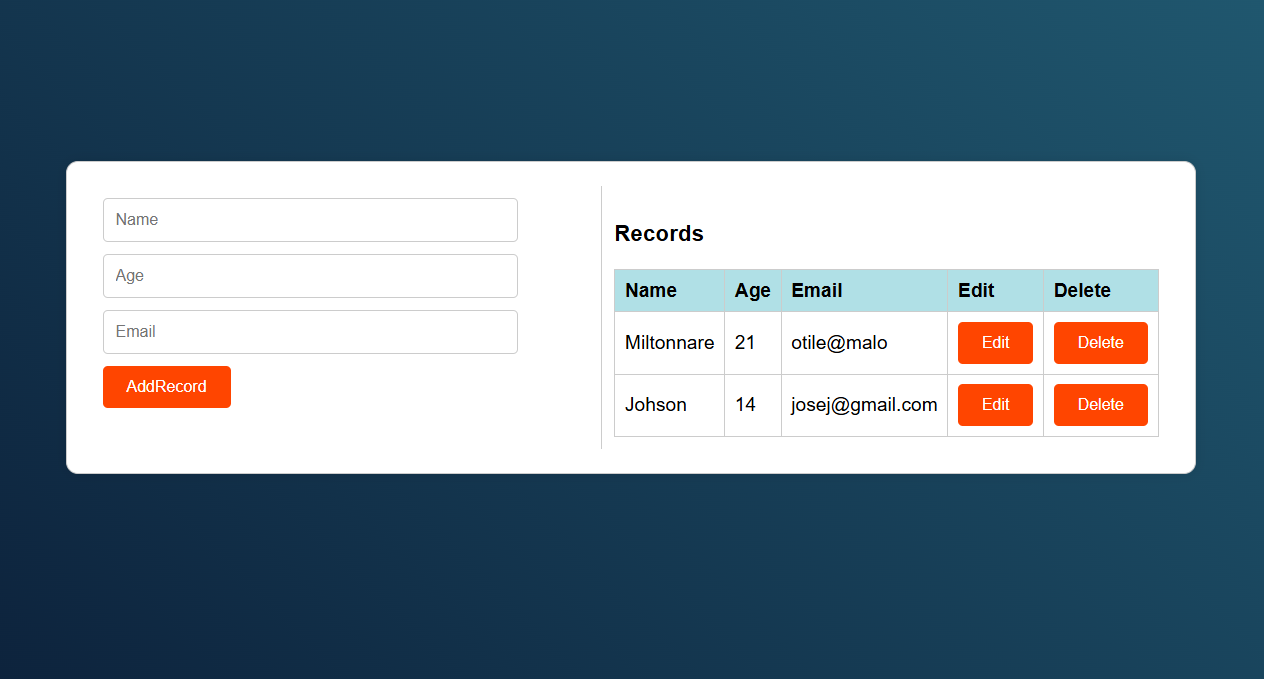 Name
Age
Email
AddRecord
Records
Name Age Email Edit Delete
Miltonnare 21 otile@malo Edit Delete
Johson 14 josej@gmail.com Edit Delete